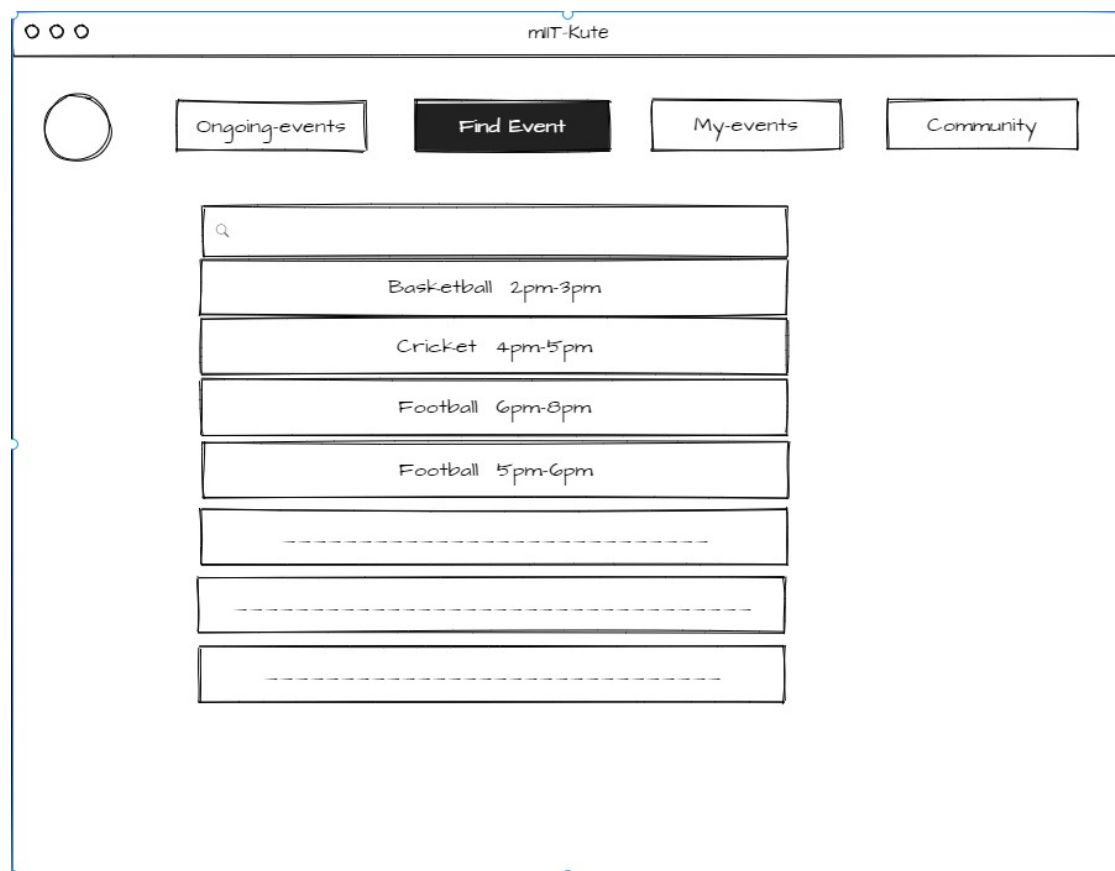 mIIT-Kute
Ongoing-events Find Event My-events Community
Basketball 2pm-3pm
Cricket 4pm-5pm
Football 6pm-8pm
Football 5pm-6pm